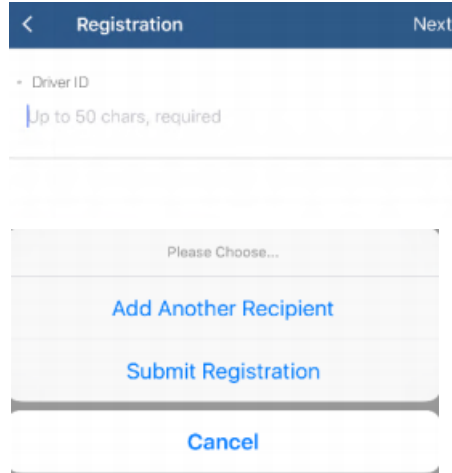 < Registration Next
- Driver ID
Up to 50 chars, required
Please Choose...
Add Another Recipient
Submit Registration
Cancel